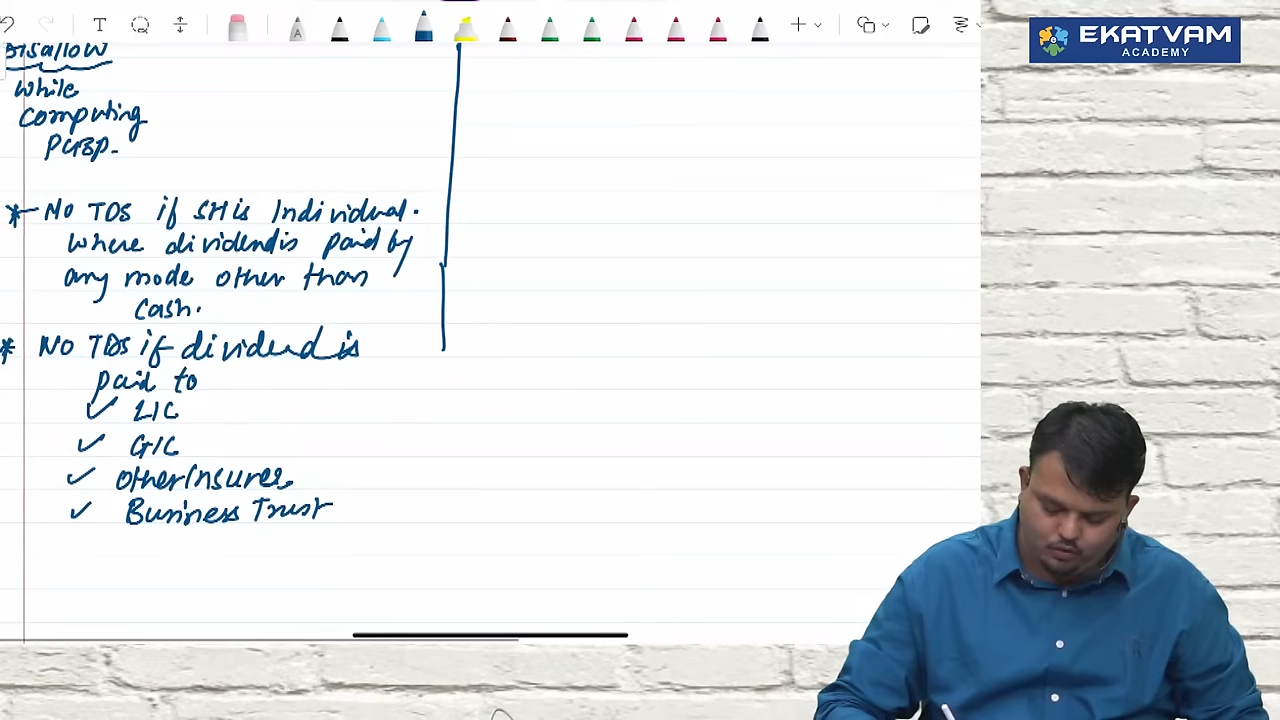 EKATVAM
ACADEMY
Disallow
while
computing
PGBP.
* No TDS if SH is Individual.
where dividend is paid by
any mode other than
cash.
* No TDS if dividend is
paid to
✓ LIC
✓ GIC
✓ other Insurer
✓ Business Trust